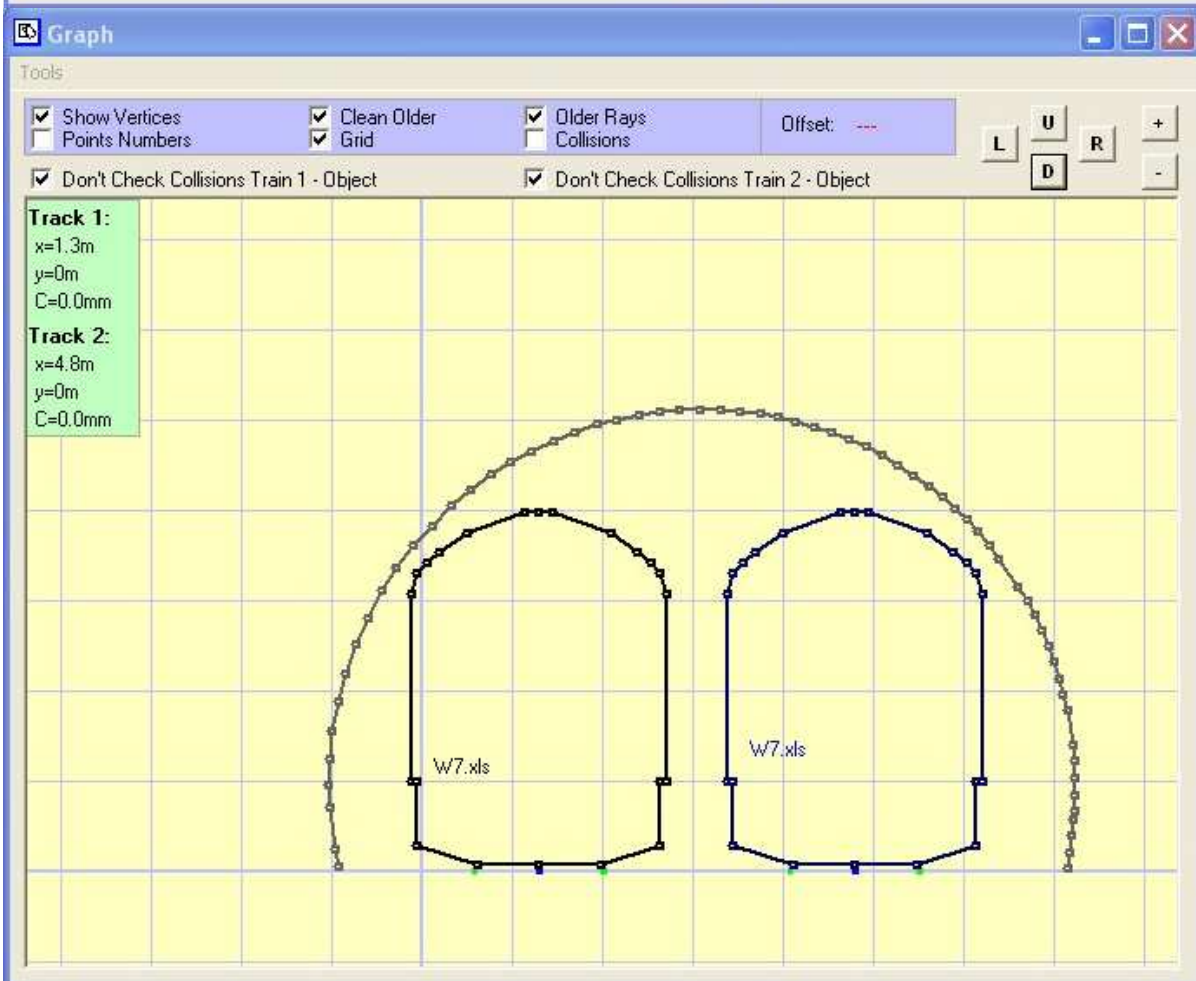 Graph
Tools
Show Vertices Clean Older Older Rays Offset: ---
Points Numbers Grid Collisions
L U R +
D -
Don't Check Collisions Train 1 - Object Don't Check Collisions Train 2 - Object
Track 1:
x=1.3m
y=0m
C=0.0mm
Track 2:
x=4.8m
y=0m
C=0.0mm
W7.xls W7.xls